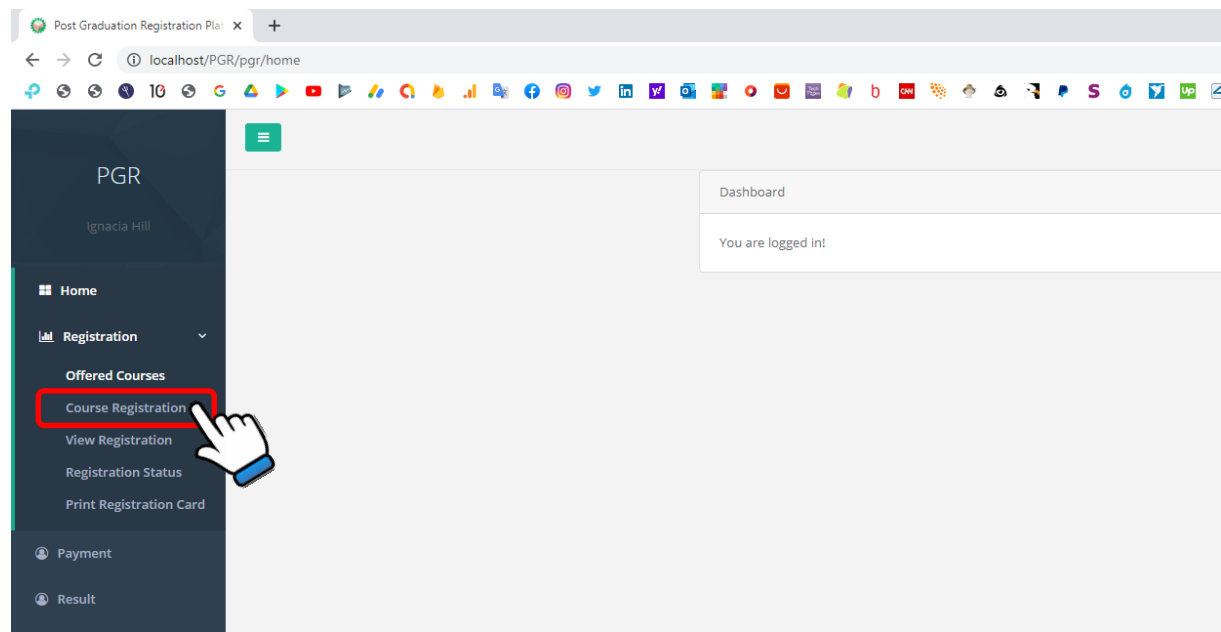 Post Graduation Registration Plat
localhost/PGR/pgr/home
PGR
Ignacia Hill
Home
Registration
Offered Courses
Course Registration
View Registration
Registration Status
Print Registration Card
Payment
Result
Dashboard
You are logged in!